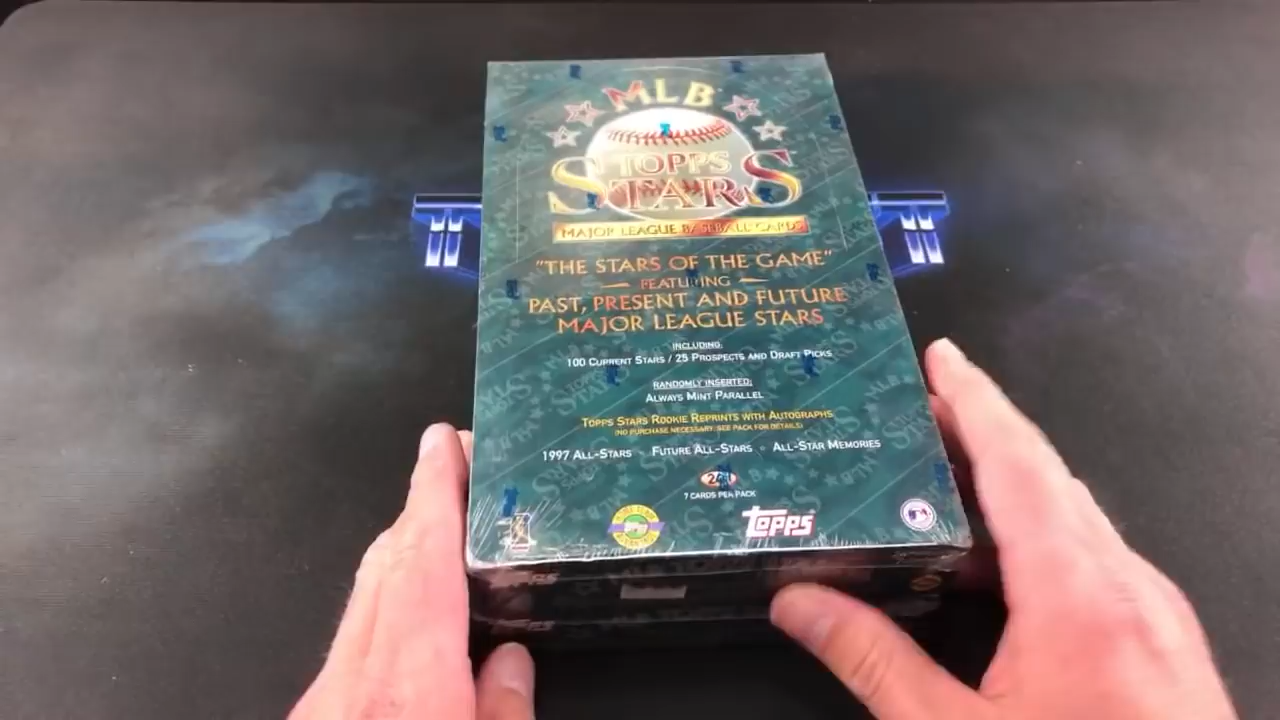 MLB
TOPPS
STARS
MAJOR LEAGUE BASEBALL CARDS
"THE STARS OF THE GAME"
FEATURING
PAST, PRESENT AND FUTURE
MAJOR LEAGUE STARS
INCLUDING:
100 CURRENT STARS / 25 PROSPECTS AND DRAFT PICKS
RANDOMLY INSERTED:
ALWAYS MINT PARALLEL
TOPPS STARS ROOKIE REPRINTS WITH AUTOGRAPHS
(NO PURCHASE NECESSARY. SEE PACK FOR DETAILS)
1997 ALL-STARS FUTURE ALL-STARS ALL-STAR MEMORIES
7 CARDS PER PACK
TOPPS